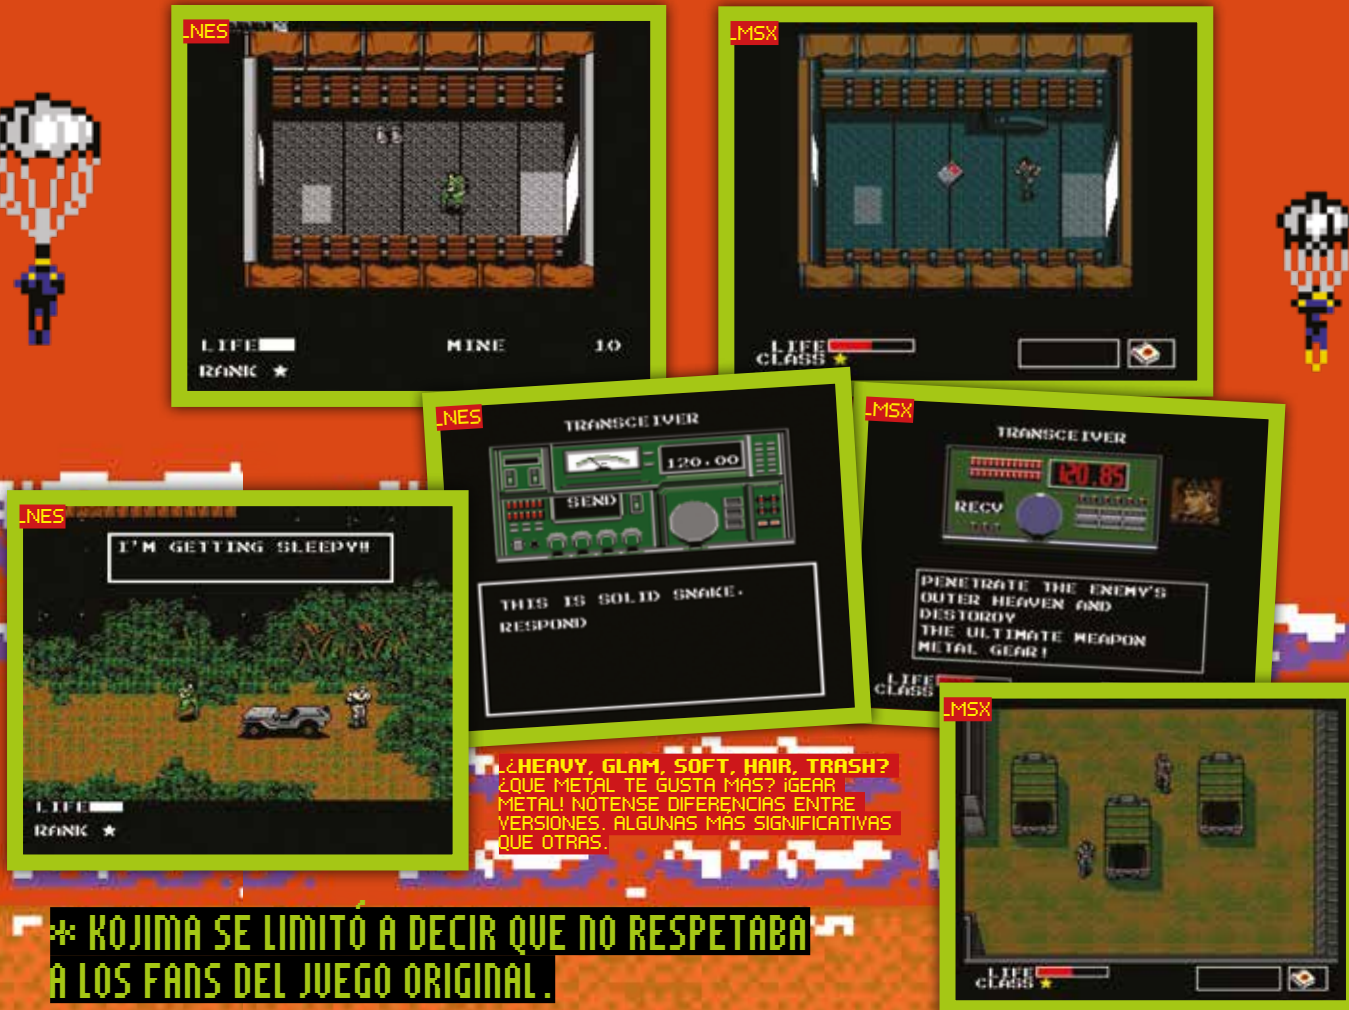 NES
LIFE
MINE 10
RANK
MSX
LIFE
CLASS
NES
TRANSCEIVER
120.00
SEND
THIS IS SOLID SNAKE.
RESPOND
MSX
TRANSCEIVER
120.85
RECV
PENETRATE THE ENEMY'S
OUTER HEAVEN AND
DESTOROY
THE ULTIMATE WEAPON
METAL GEAR!
LIFE
CLASS
NES
I'M GETTING SLEEPY!!
LIFE
RANK
MSX
LIFE
CLASS
¿HEAVY, GLAM, SOFT, HAIR, TRASH?
¿QUÉ METAL TE GUSTA MÁS? ¡GEAR
METAL! NÓTENSE DIFERENCIAS ENTRE
VERSIONES. ALGUNAS MÁS SIGNIFICATIVAS
QUE OTRAS.
* KOJIMA SE LIMITÓ A DECIR QUE NO RESPETABA
A LOS FANS DEL JUEGO ORIGINAL.